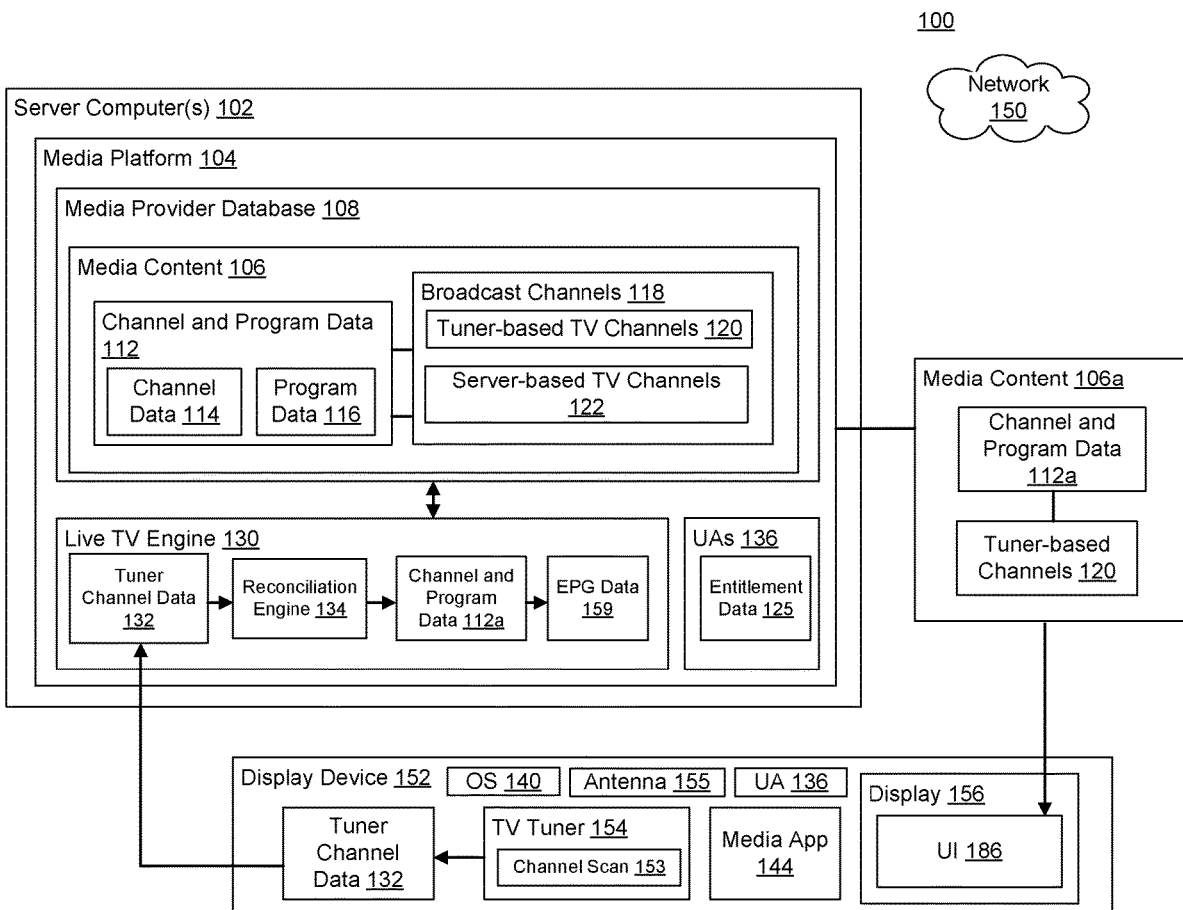 100
Network
150
Server Computer(s) 102
Media Platform 104
Media Provider Database 108
Media Content 106
Channel and Program Data
112
Channel
Data 114
Program
Data 116
Broadcast Channels 118
Tuner-based TV Channels 120
Server-based TV Channels
122
Media Content 106a
Channel and
Program Data
112a
Tuner-based
Channels 120
Live TV Engine 130
Tuner
Channel Data
132
Reconciliation
Engine 134
Channel and
Program
Data 112a
EPG Data
159
UAs 136
Entitlement
Data 125
Display Device 152
OS 140
Antenna 155
UA 136
Tuner
Channel
Data 132
TV Tuner 154
Channel Scan 153
Media App
144
Display 156
UI 186